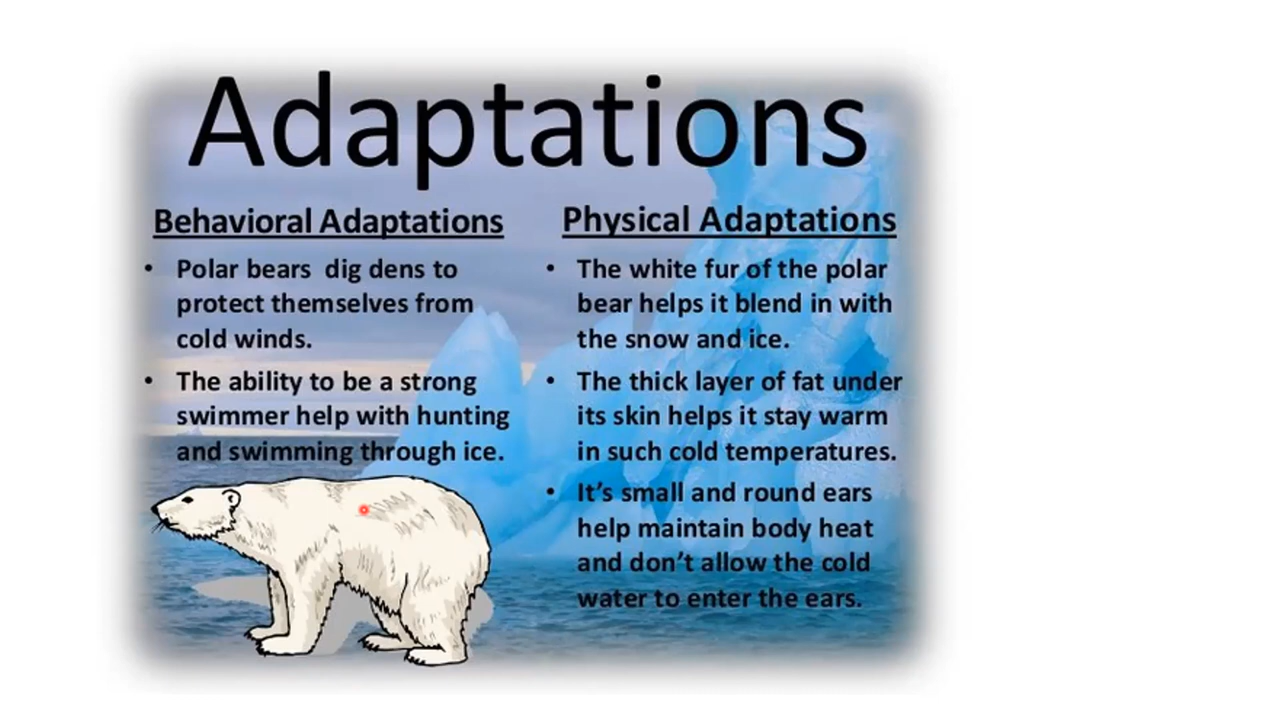 Adaptations
Behavioral Adaptations
• Polar bears dig dens to
protect themselves from
cold winds.
• The ability to be a strong
swimmer help with hunting
and swimming through ice.
Physical Adaptations
• The white fur of the polar
bear helps it blend in with
the snow and ice.
• The thick layer of fat under
its skin helps it stay warm
in such cold temperatures.
• It’s small and round ears
help maintain body heat
and don’t allow the cold
water to enter the ears.